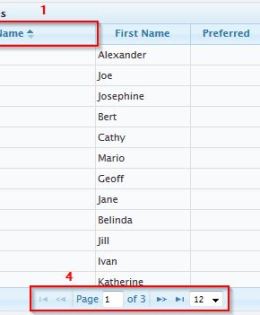 s 1
Name First Name Preferred
Alexander
Joe
Josephine
Bert
Cathy
Mario
Geoff
Jane
Belinda
Jill
Ivan
Katherine
4
Page 1 of 3 12